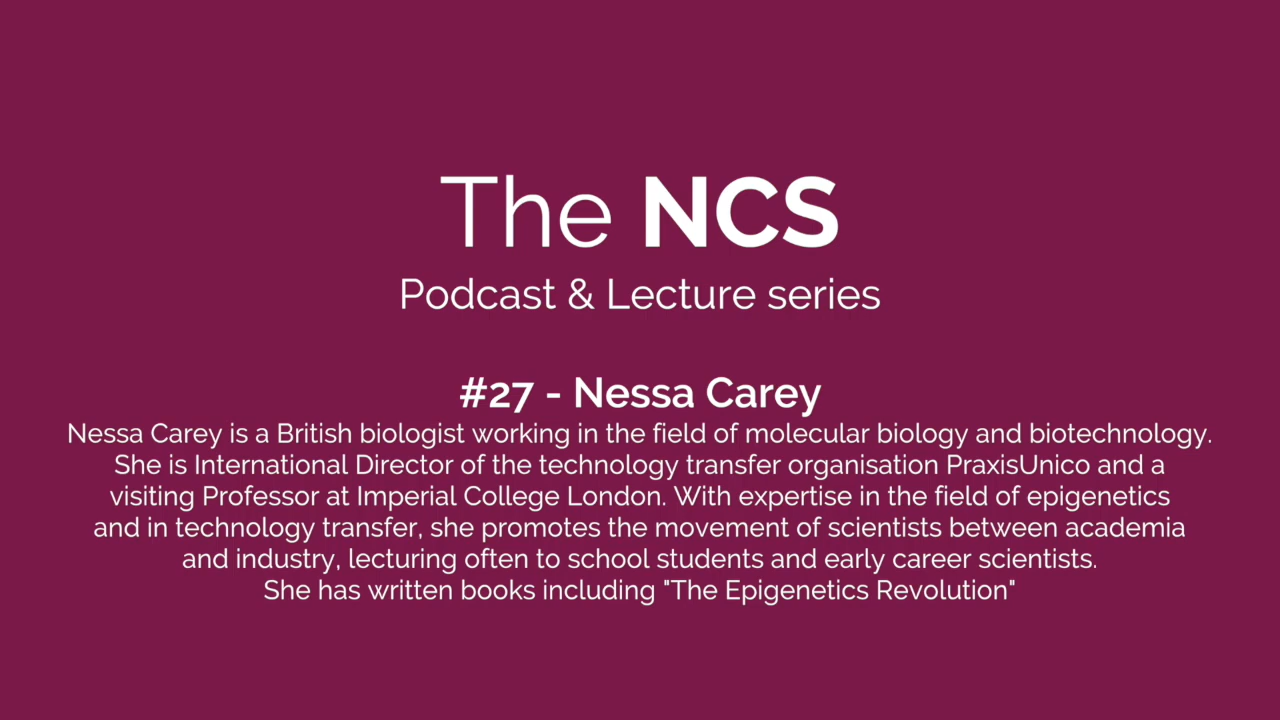 The NCS
Podcast & Lecture series
#27 - Nessa Carey
Nessa Carey is a British biologist working in the field of molecular biology and biotechnology.
She is International Director of the technology transfer organisation PraxisUnico and a
visiting Professor at Imperial College London. With expertise in the field of epigenetics
and in technology transfer, she promotes the movement of scientists between academia
and industry, lecturing often to school students and early career scientists.
She has written books including "The Epigenetics Revolution"